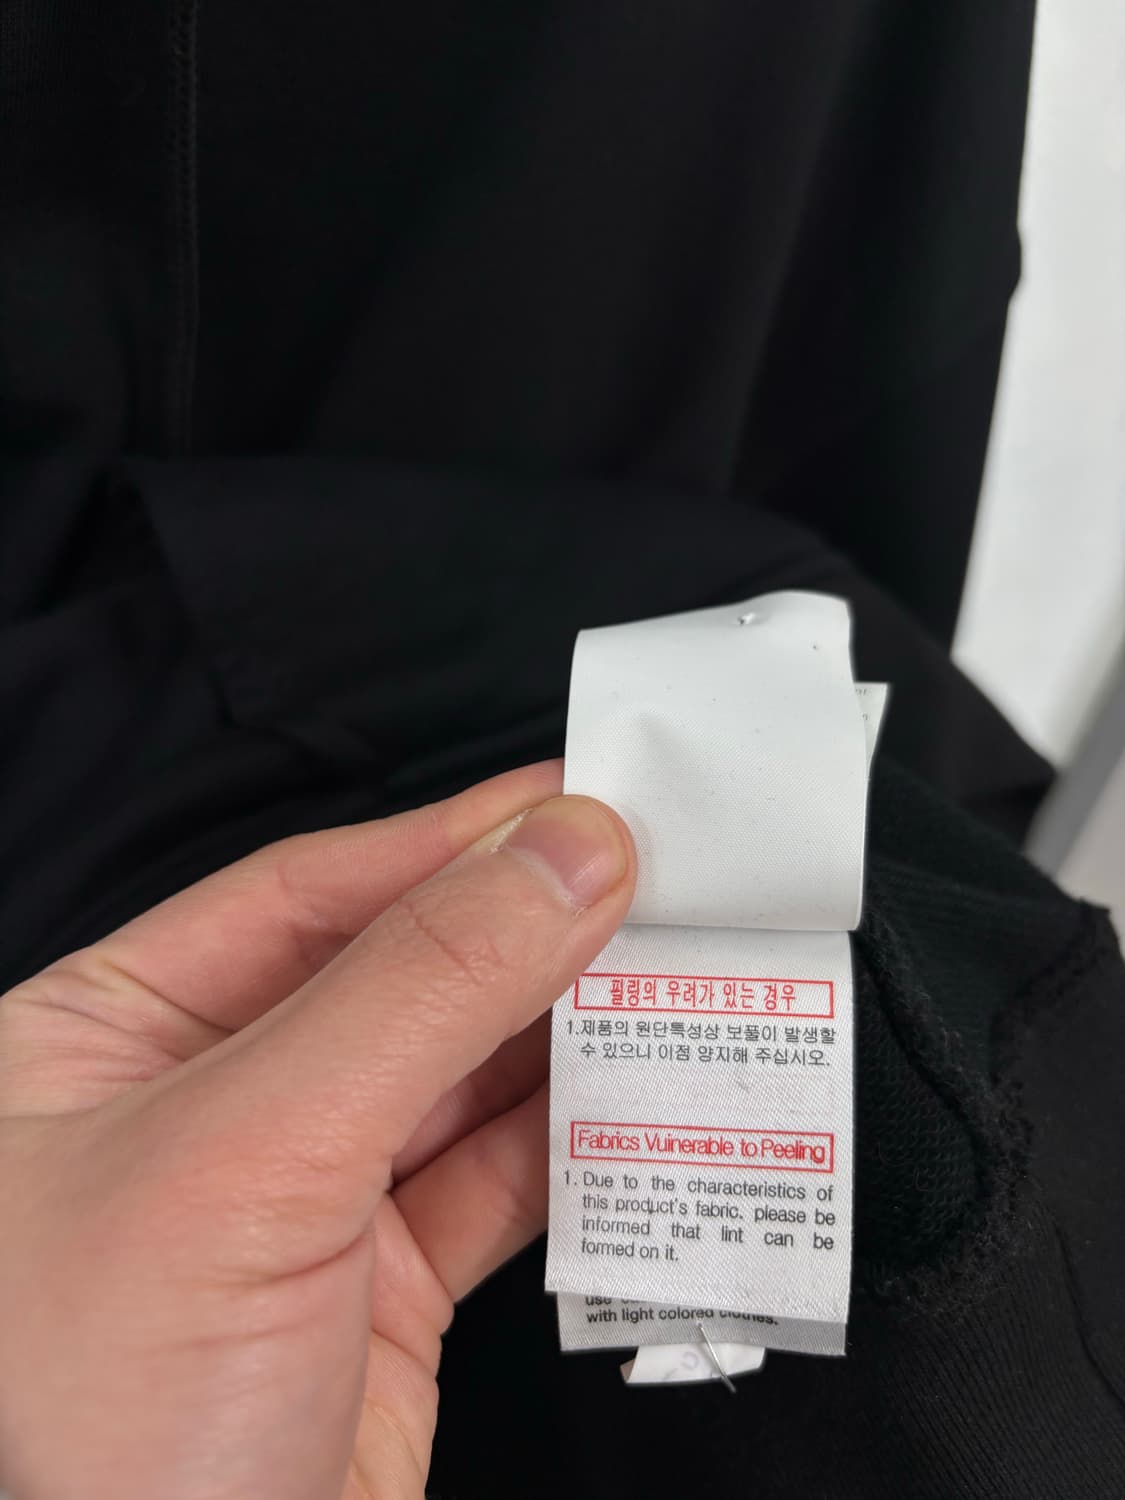 필링의 우려가 있는 경우
1.제품의 원단특성상 보풀이 발생할
수 있으니 이점 양지해 주십시오.
Fabrics Vulnerable to Peeling
1. Due to the characteristics of
this product's fabric. please be
informed that lint can be
formed on it.
use
with light colored clothes.